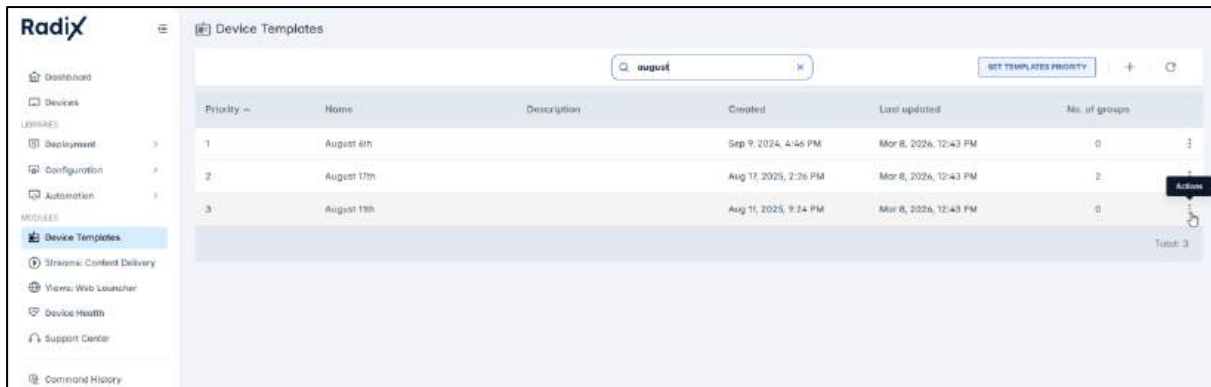 Radix
Device Templates
august
SET TEMPLATES PRIORITY
Dashboard
Devices
LIBRARIES
Deployment
Configuration
Automation
MODULES
Device Templates
Streams: Content Delivery
Views: Web Launcher
Device Health
Support Center
Command History
Priority Name Description Created Last updated No. of groups
1 August 6th Sep 9, 2024, 4:46 PM Mar 8, 2026, 12:43 PM 0
2 August 17th Aug 17, 2025, 2:26 PM Mar 8, 2026, 12:43 PM 2
Actions
3 August 11th Aug 11, 2025, 9:24 PM Mar 8, 2026, 12:43 PM 0
Total: 3